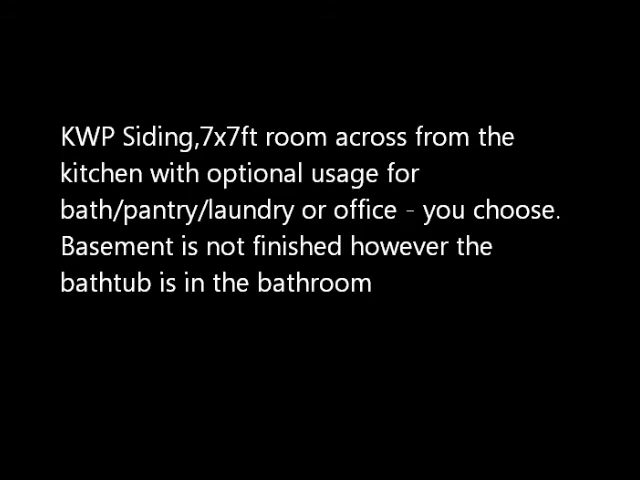 KWP Siding,7x7ft room across from the
kitchen with optional usage for
bath/pantry/laundry or office - you choose.
Basement is not finished however the
bathtub is in the bathroom